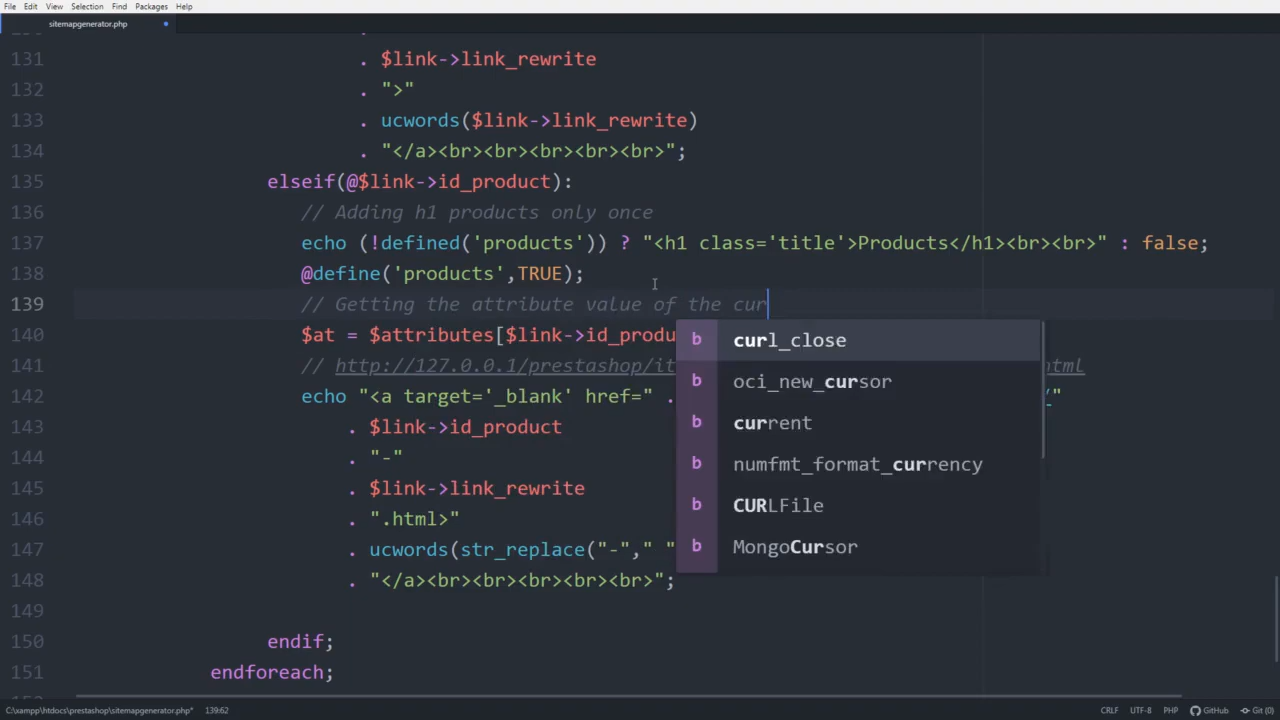 File Edit View Selection Find Packages Help
sitemapgenerator.php
131 . $link->link_rewrite
132 . ">"
133 . ucwords($link->link_rewrite)
134 . "</a><br><br><br><br><br>";
135 elseif(@$link->id_product):
136 // Adding h1 products only once
137 echo (!defined('products')) ? "<h1 class='title'>Products</h1><br><br>" : false;
138 @define('products',TRUE);
139 // Getting the attribute value of the cur
140 $at = $attributes[$link->id_produ
curl_close
141 // http://127.0.0.1/prestashop/it html
oci_new_cursor
142 echo "<a target='_blank' href=" . /"
current
143 . $link->id_product
144 . "-"
numfmt_format_currency
145 . $link->link_rewrite
CURLFile
146 . ".html>"
147 . ucwords(str_replace("-"," "
MongoCursor
148 . "</a><br><br><br><br><br>";
149
150 endif;
151 endforeach;
C:\xampp\htdocs\prestashop\sitemapgenerator.php* 139:62 CRLF UTF-8 PHP GitHub Git (0)